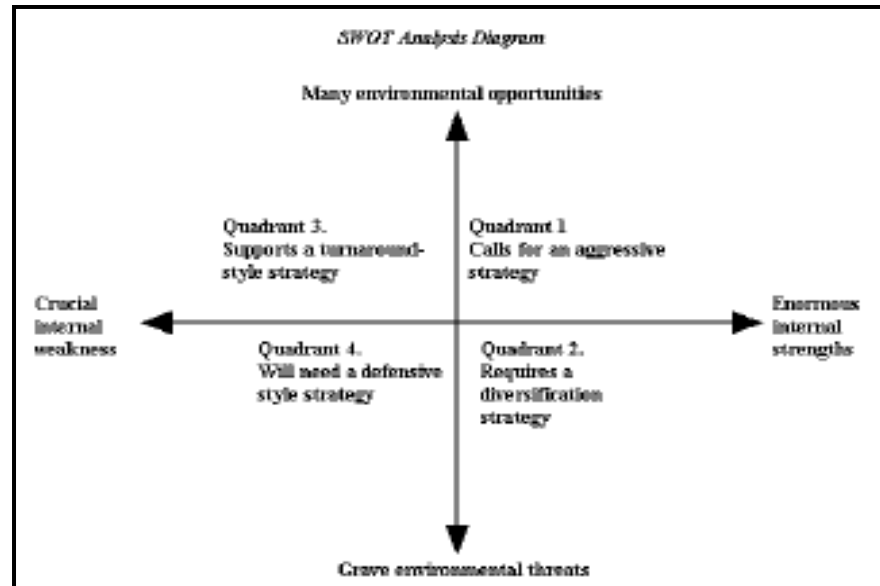 SWOT Analysis Diagram
Many environmental opportunities
Quadrant 3.
Supports a turnaround-
style strategy
Quadrant 1
Calls for an aggressive
strategy
Crucial
internal
weakness
Enormous
internal
strengths
Quadrant 4.
Will need a defensive
style strategy
Quadrant 2.
Requires a
diversification
strategy
Grave environmental threats